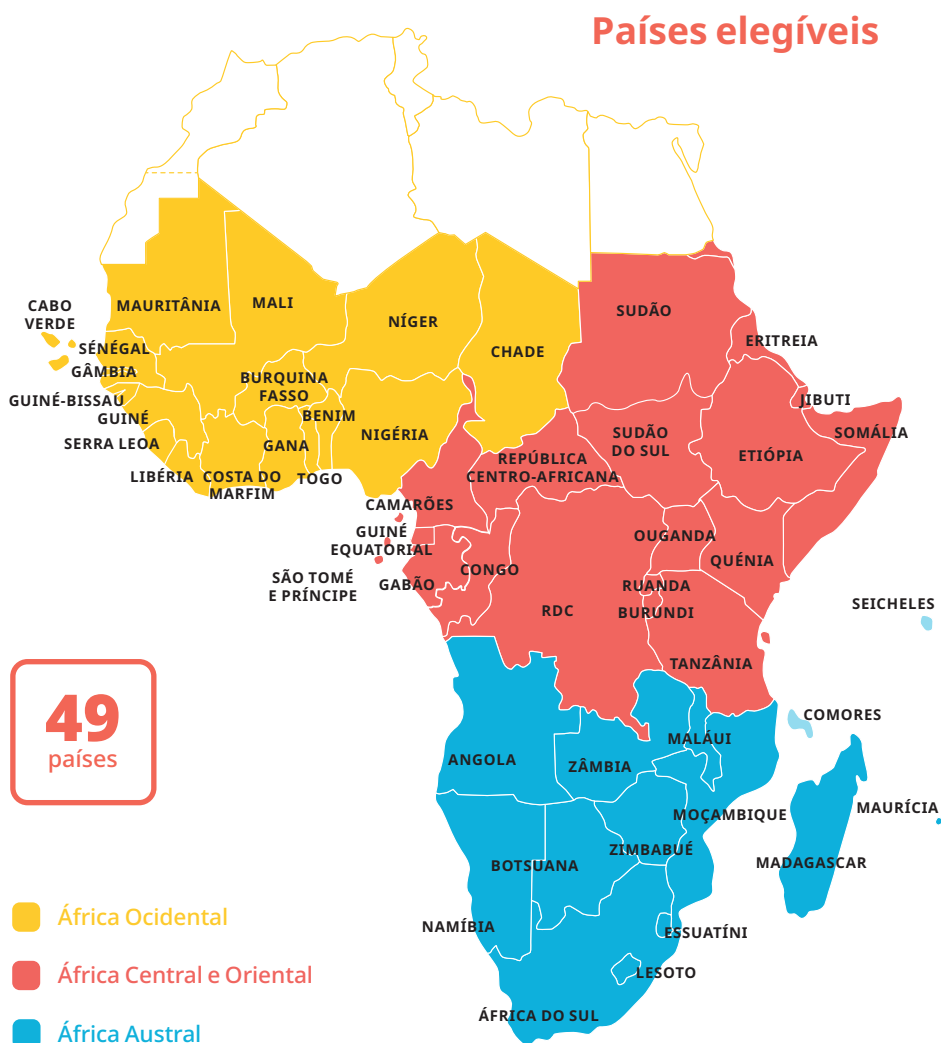 Países elegíveis
CABO
VERDE
MAURITÂNIA
MALI
NÍGER
CHADE
SUDÃO
ERITREIA
SÉNÉGAL
GÂMBIA
BURQUINA
FASSO
JIBUTI
GUINÉ-BISSAU
GUINÉ
BENIM
SERRA LEOA
GANA
NIGÉRIA
SUDÃO
DO SUL
SOMÁLIA
ETIÓPIA
REPÚBLICA
CENTRO-AFRICANA
LIBÉRIA
COSTA DO
MARFIM
TOGO
CAMARÕES
GUINÉ
EQUATORIAL
OUGANDA
QUÉNIA
SÃO TOMÉ
E PRÍNCIPE
GABÃO
CONGO
RUANDA
RDC
BURUNDI
SEICHELES
TANZÂNIA
49
países
COMORES
ANGOLA
ZÂMBIA
MALÁUI
MOÇAMBIQUE
MAURÍCIA
BOTSUANA
ZIMBABUÉ
MADAGASCAR
NAMÍBIA
ESSUATÍNI
LESOTO
ÁFRICA DO SUL
África Ocidental
África Central e Oriental
África Austral